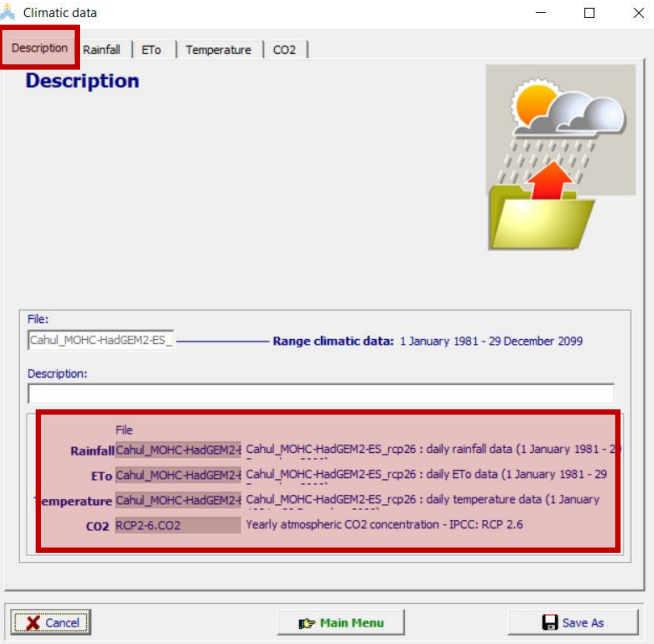 Climatic data
Description Rainfall ETo Temperature CO2
Description
File:
Cahul_MOHC-HadGEM2-ES_ Range climatic data: 1 January 1981 - 29 December 2099
Description:
File
Rainfall Cahul_MOHC-HadGEM2-E Cahul_MOHC-HadGEM2-ES_rcp26 : daily rainfall data (1 January 1981 - 29
ETo Cahul_MOHC-HadGEM2-E Cahul_MOHC-HadGEM2-ES_rcp26 : daily ETo data (1 January 1981 - 29
Temperature Cahul_MOHC-HadGEM2-E Cahul_MOHC-HadGEM2-ES_rcp26 : daily temperature data (1 January
CO2 RCP2-6.CO2 Yearly atmospheric CO2 concentration - IPCC: RCP 2.6
Cancel Main Menu Save As